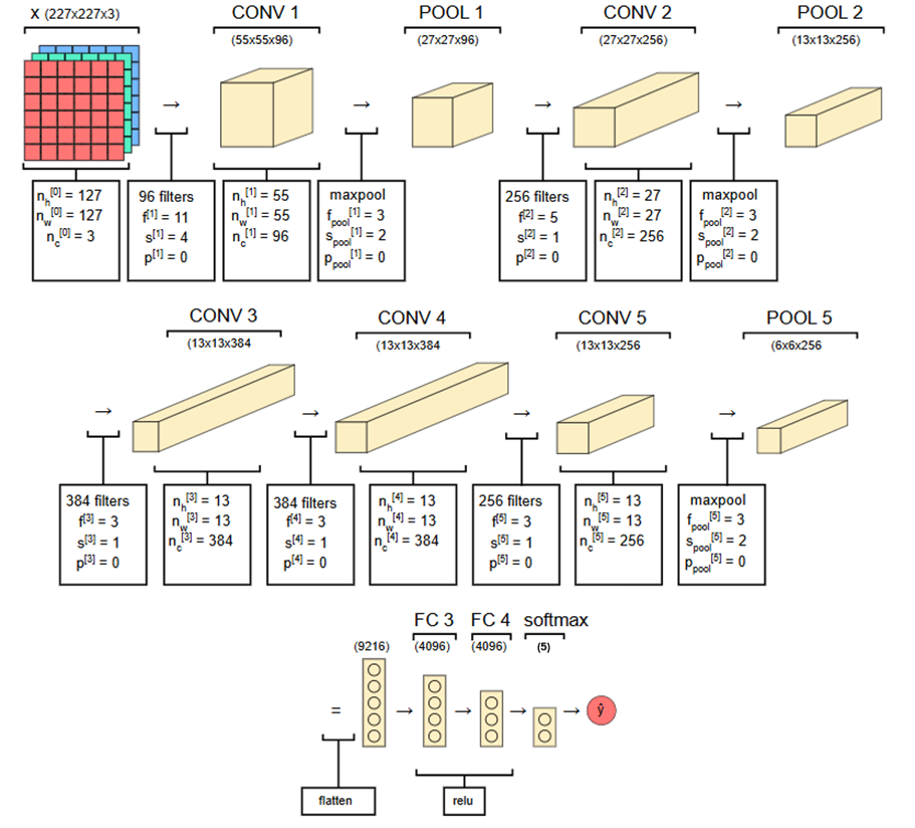 X (227x227x3)
CONV 1
(55x55x96)
POOL 1
(27x27x96)
CONV 2
(27x27x256)
POOL 2
(13x13x256)
n_h^[0] = 127
n_w^[0] = 127
n_c^[0] = 3
96 filters
f^[1] = 11
s^[1] = 4
p^[1] = 0
n_h^[1] = 55
n_w^[1] = 55
n_c^[1] = 96
maxpool
f_pool^[1] = 3
s_pool^[1] = 2
p_pool^[1] = 0
256 filters
f^[2] = 5
s^[2] = 1
p^[2] = 0
n_h^[2] = 27
n_w^[2] = 27
n_c^[2] = 256
maxpool
f_pool^[2] = 3
s_pool^[2] = 2
p_pool^[2] = 0
CONV 3
(13x13x384
CONV 4
(13x13x384
CONV 5
(13x13x256
POOL 5
(6x6x256
384 filters
f^[3] = 3
s^[3] = 1
p^[3] = 0
n_h^[3] = 13
n_w^[3] = 13
n_c^[3] = 384
384 filters
f^[4] = 3
s^[4] = 1
p^[4] = 0
n_h^[4] = 13
n_w^[4] = 13
n_c^[4] = 384
256 filters
f^[5] = 3
s^[5] = 1
p^[5] = 0
n_h^[5] = 13
n_w^[5] = 13
n_c^[5] = 256
maxpool
f_pool^[5] = 3
s_pool^[5] = 2
p_pool^[5] = 0
(9216)
FC 3
(4096)
FC 4
(4096)
softmax
(5)
=
ŷ
flatten
relu